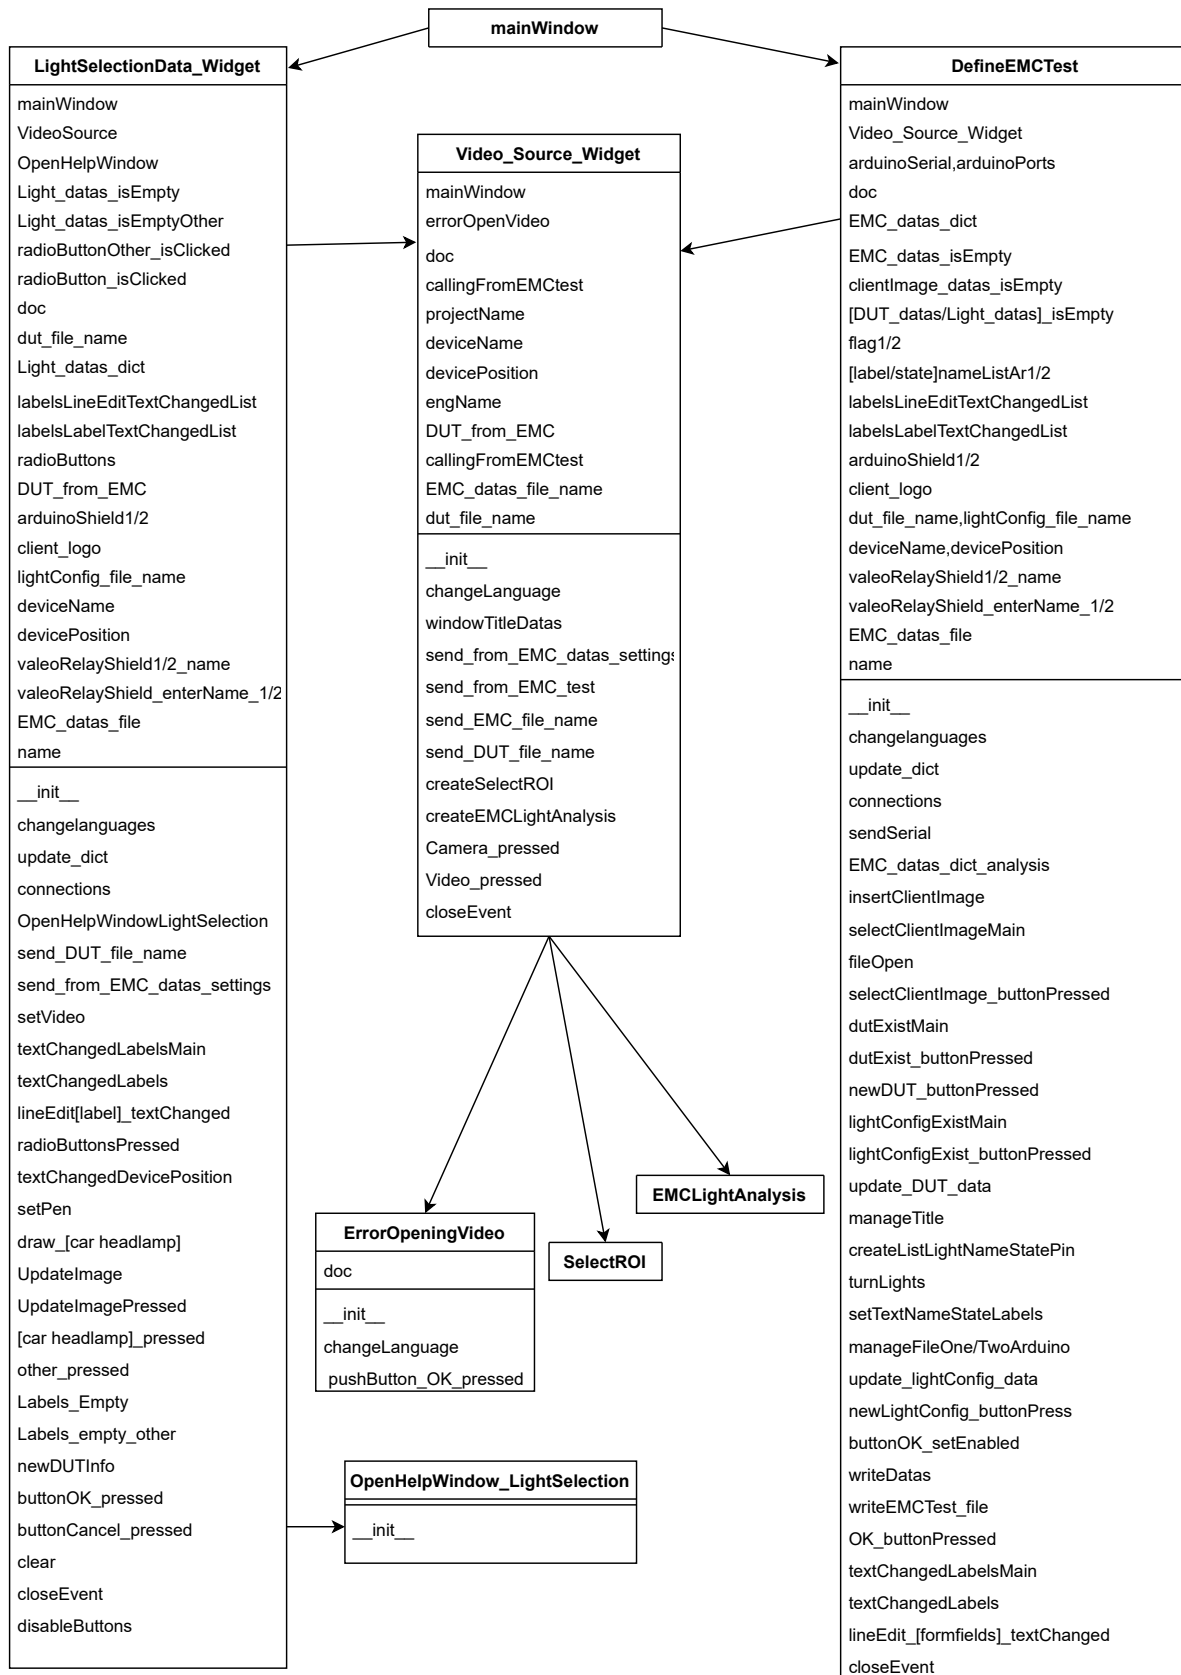 mainWindow
LightSelectionData_Widget
mainWindow
VideoSource
OpenHelpWindow
Light_datas_isEmpty
Light_datas_isEmptyOther
radioButtonOther_isClicked
radioButton_isClicked
doc
dut_file_name
Light_datas_dict
labelsLineEditTextChangedList
labelsLabelTextChangedList
radioButtons
DUT_from_EMC
arduinoShield1/2
client_logo
lightConfig_file_name
deviceName
devicePosition
valeoRelayShield1/2_name
valeoRelayShield_enterName_1/2
EMC_datas_file
name
__init__
changelanguages
update_dict
connections
OpenHelpWindowLightSelection
send_DUT_file_name
send_from_EMC_datas_settings
setVideo
textChangedLabelsMain
textChangedLabels
lineEdit[label]_textChanged
radioButtonsPressed
textChangedDevicePosition
setPen
draw_[car headlamp]
UpdateImage
UpdateImagePressed
[car headlamp]_pressed
other_pressed
Labels_Empty
Labels_empty_other
newDUTInfo
buttonOK_pressed
buttonCancel_pressed
clear
closeEvent
disableButtons
Video_Source_Widget
mainWindow
errorOpenVideo
doc
callingFromEMCtest
projectName
deviceName
devicePosition
engName
DUT_from_EMC
callingFromEMCtest
EMC_datas_file_name
dut_file_name
__init__
changeLanguage
windowTitleDatas
send_from_EMC_datas_settings
send_from_EMC_test
send_EMC_file_name
send_DUT_file_name
createSelectROI
createEMCLightAnalysis
Camera_pressed
Video_pressed
closeEvent
ErrorOpeningVideo
doc
__init__
changeLanguage
pushButton_OK_pressed
SelectROI
EMCLightAnalysis
OpenHelpWindow_LightSelection
__init__
DefineEMCTest
mainWindow
Video_Source_Widget
arduinoSerial,arduinoPorts
doc
EMC_datas_dict
EMC_datas_isEmpty
clientImage_datas_isEmpty
[DUT_datas/Light_datas]_isEmpty
flag1/2
[label/state]nameListAr1/2
labelsLineEditTextChangedList
labelsLabelTextChangedList
arduinoShield1/2
client_logo
dut_file_name,lightConfig_file_name
deviceName,devicePosition
valeoRelayShield1/2_name
valeoRelayShield_enterName_1/2
EMC_datas_file
name
__init__
changelanguages
update_dict
connections
sendSerial
EMC_datas_dict_analysis
insertClientImage
selectClientImageMain
fileOpen
selectClientImage_buttonPressed
dutExistMain
dutExist_buttonPressed
newDUT_buttonPressed
lightConfigExistMain
lightConfigExist_buttonPressed
update_DUT_data
manageTitle
createListLightNameStatePin
turnLights
setTextNameStateLabels
manageFileOne/TwoArduino
update_lightConfig_data
newLightConfig_buttonPress
buttonOK_setEnabled
writeDatas
writeEMCTest_file
OK_buttonPressed
textChangedLabelsMain
textChangedLabels
lineEdit_[formfields]_textChanged
closeEvent